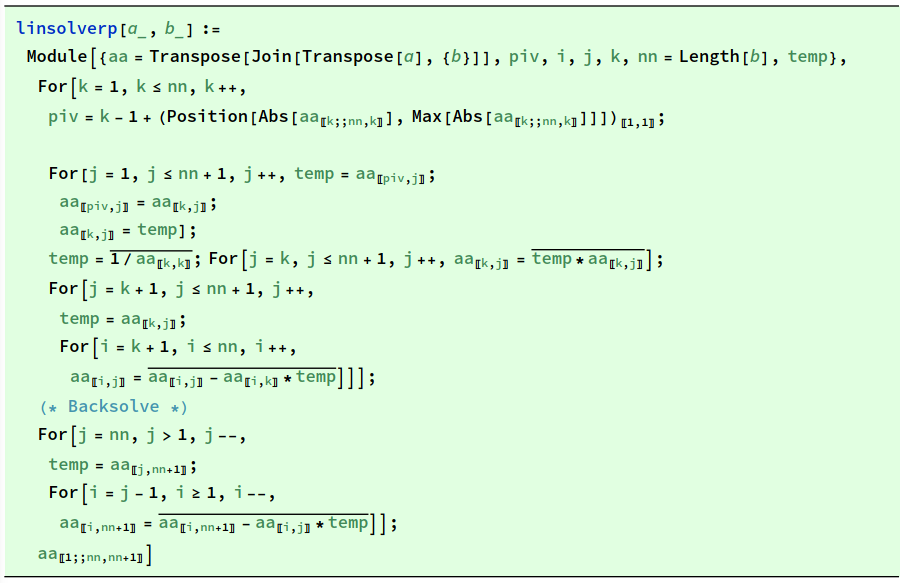 linsolverp[a_, b_] :=
Module[{aa = Transpose[Join[Transpose[a], {b}]], piv, i, j, k, nn = Length[b], temp},
For[k = 1, k ≤ nn, k++,
piv = k - 1 + (Position[Abs[aa〚k;;nn,k〛], Max[Abs[aa〚k;;nn,k〛]]])〚1,1〛;
For[j = 1, j ≤ nn + 1, j++, temp = aa〚piv,j〛;
aa〚piv,j〛 = aa〚k,j〛;
aa〚k,j〛 = temp];
temp = 1 / aa〚k,k〛; For[j = k, j ≤ nn + 1, j++, aa〚k,j〛 = temp * aa〚k,j〛];
For[j = k + 1, j ≤ nn + 1, j++,
temp = aa〚k,j〛;
For[i = k + 1, i ≤ nn, i++,
aa〚i,j〛 = aa〚i,j〛 - aa〚i,k〛 * temp]]];
(* Backsolve *)
For[j = nn, j > 1, j--,
temp = aa〚j,nn+1〛;
For[i = j - 1, i ≥ 1, i--,
aa〚i,nn+1〛 = aa〚i,nn+1〛 - aa〚i,j〛 * temp]];
aa〚1;;nn,nn+1〛]